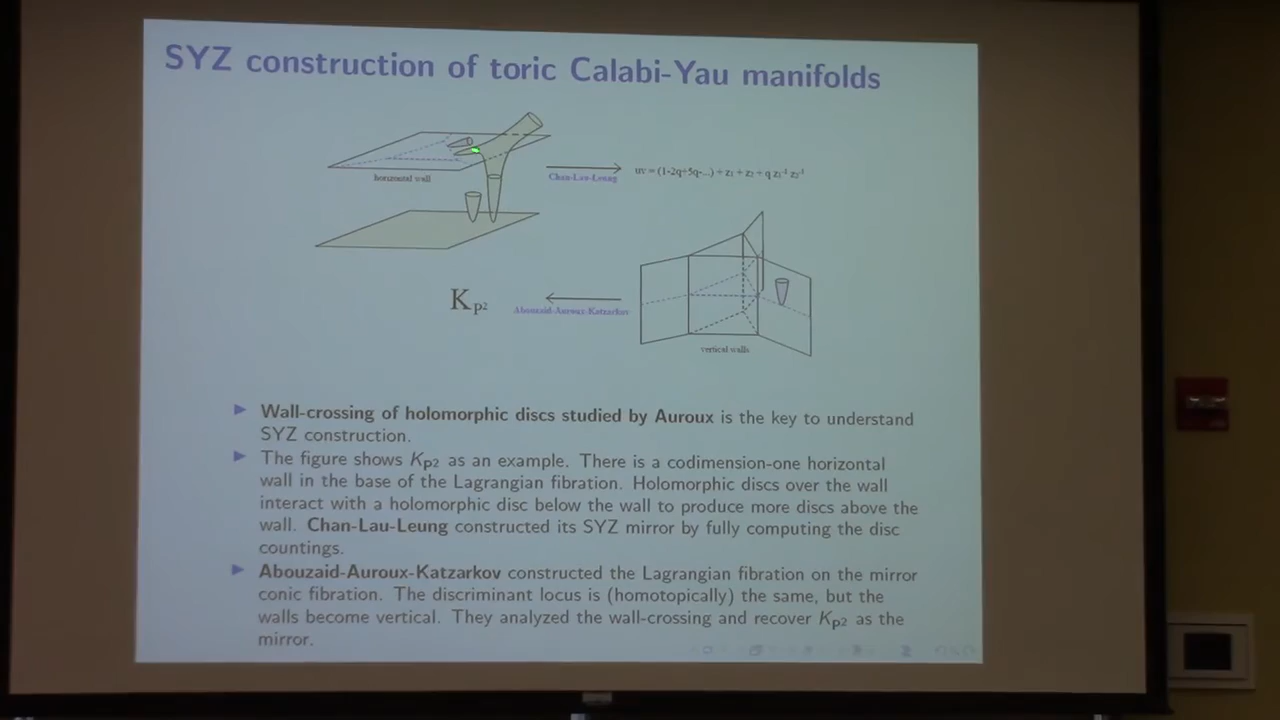 SYZ construction of toric Calabi-Yau manifolds
horizontal wall
Chan-Lau-Leung
uv = (1-2q+5q-...) + z₁ + z₂ + q z₁⁻¹ z₂⁻¹
K_P2
Abouzaid-Auroux-Katzarkov
vertical walls
▶ Wall-crossing of holomorphic discs studied by Auroux is the key to understand
SYZ construction.
▶ The figure shows K_P2 as an example. There is a codimension-one horizontal
wall in the base of the Lagrangian fibration. Holomorphic discs over the wall
interact with a holomorphic disc below the wall to produce more discs above the
wall. Chan-Lau-Leung constructed its SYZ mirror by fully computing the disc
countings.
▶ Abouzaid-Auroux-Katzarkov constructed the Lagrangian fibration on the mirror
conic fibration. The discriminant locus is (homotopically) the same, but the
walls become vertical. They analyzed the wall-crossing and recover K_P2 as the
mirror.